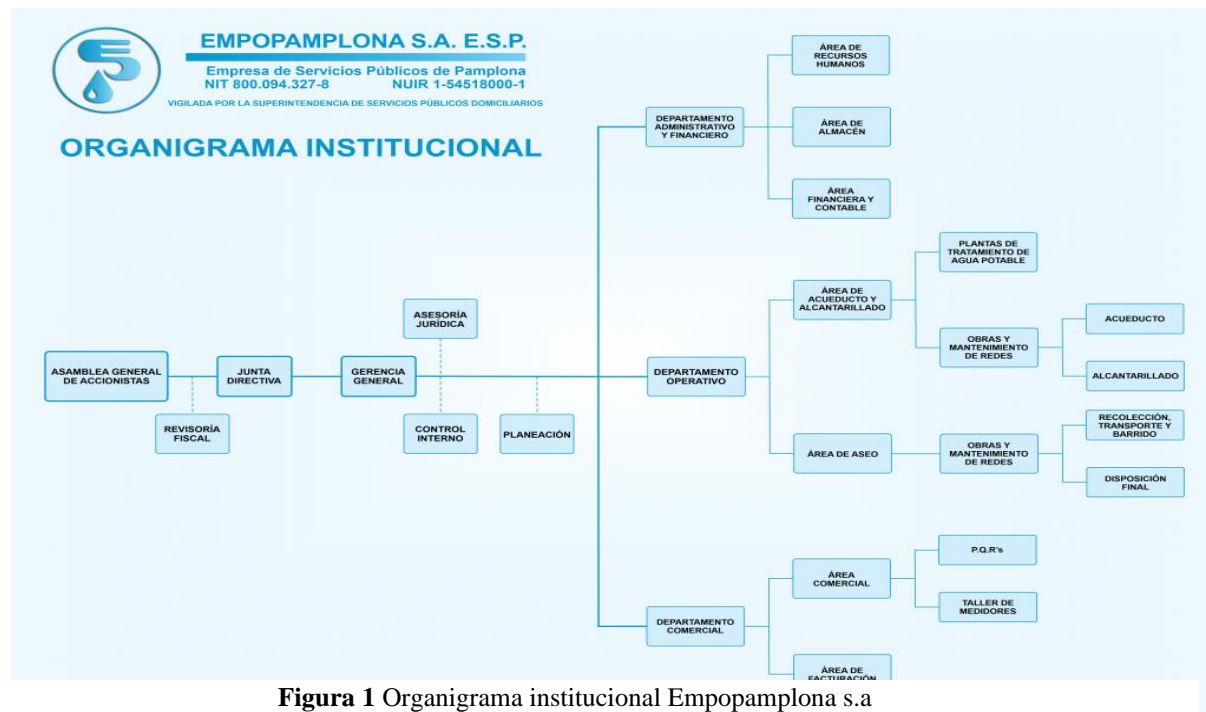 EMPOPAMPLONA S.A. E.S.P.
Empresa de Servicios Públicos de Pamplona
NIT 800.094.327-8 NUIR 1-54518000-1
VIGILADA POR LA SUPERINTENDENCIA DE SERVICIOS PÚBLICOS DOMICILIARIOS
ORGANIGRAMA INSTITUCIONAL
ASAMBLEA GENERAL
DE ACCIONISTAS
REVISORÍA
FISCAL
JUNTA
DIRECTIVA
GERENCIA
GENERAL
ASESORÍA
JURÍDICA
CONTROL
INTERNO
PLANEACIÓN
DEPARTAMENTO
ADMINISTRATIVO
Y FINANCIERO
ÁREA DE
RECURSOS
HUMANOS
ÁREA DE
ALMACÉN
ÁREA
FINANCIERA Y
CONTABLE
DEPARTAMENTO
OPERATIVO
ÁREA DE
ACUEDUCTO Y
ALCANTARILLADO
PLANTAS DE
TRATAMIENTO DE
AGUA POTABLE
OBRAS Y
MANTENIMIENTO
DE REDES
ACUEDUCTO
ALCANTARILLADO
ÁREA DE ASEO
OBRAS Y
MANTENIMIENTO
DE REDES
RECOLECCIÓN,
TRANSPORTE Y
BARRIDO
DISPOSICIÓN
FINAL
DEPARTAMENTO
COMERCIAL
ÁREA
COMERCIAL
P.Q.R's
TALLER DE
MEDIDORES
ÁREA DE
FACTURACIÓN
Figura 1 Organigrama institucional Empopamplona s.a